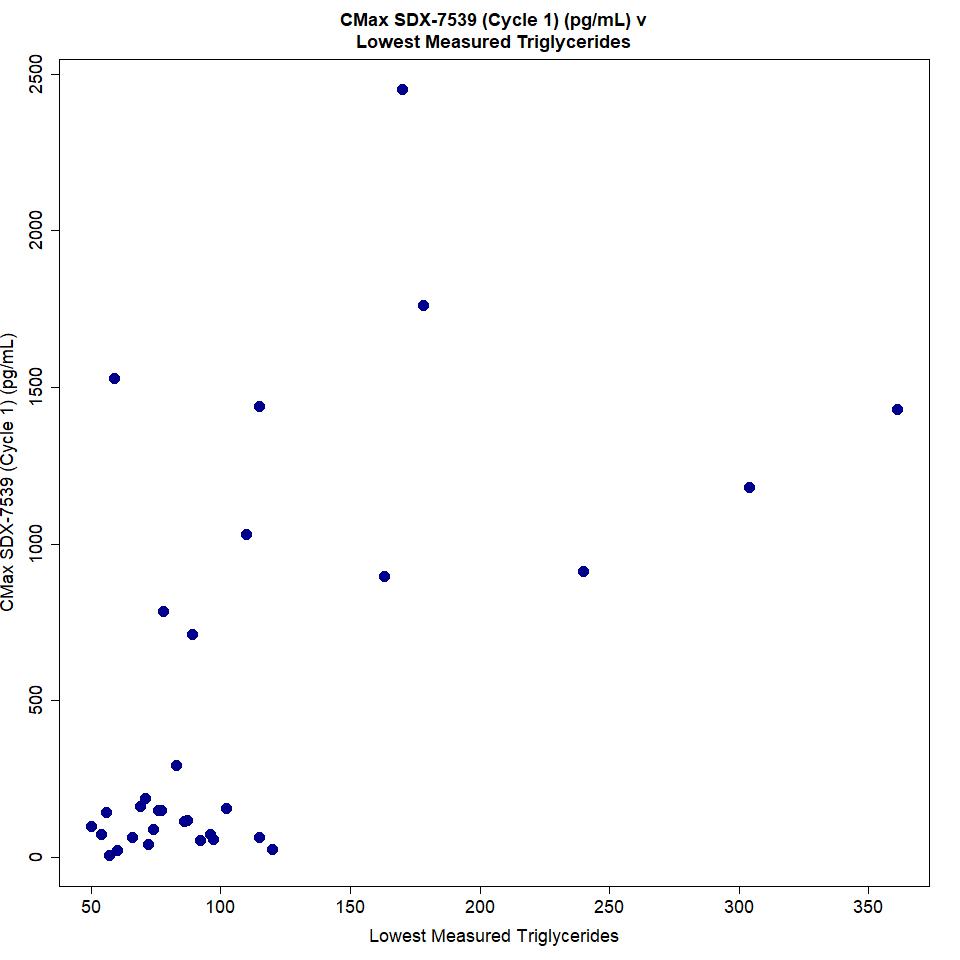 CMax SDX-7539 (Cycle 1) (pg/mL) v
Lowest Measured Triglycerides
2500
2000
1500
1000
500
0
CMax SDX-7539 (Cycle 1) (pg/mL)
50 100 150 200 250 300 350
Lowest Measured Triglycerides